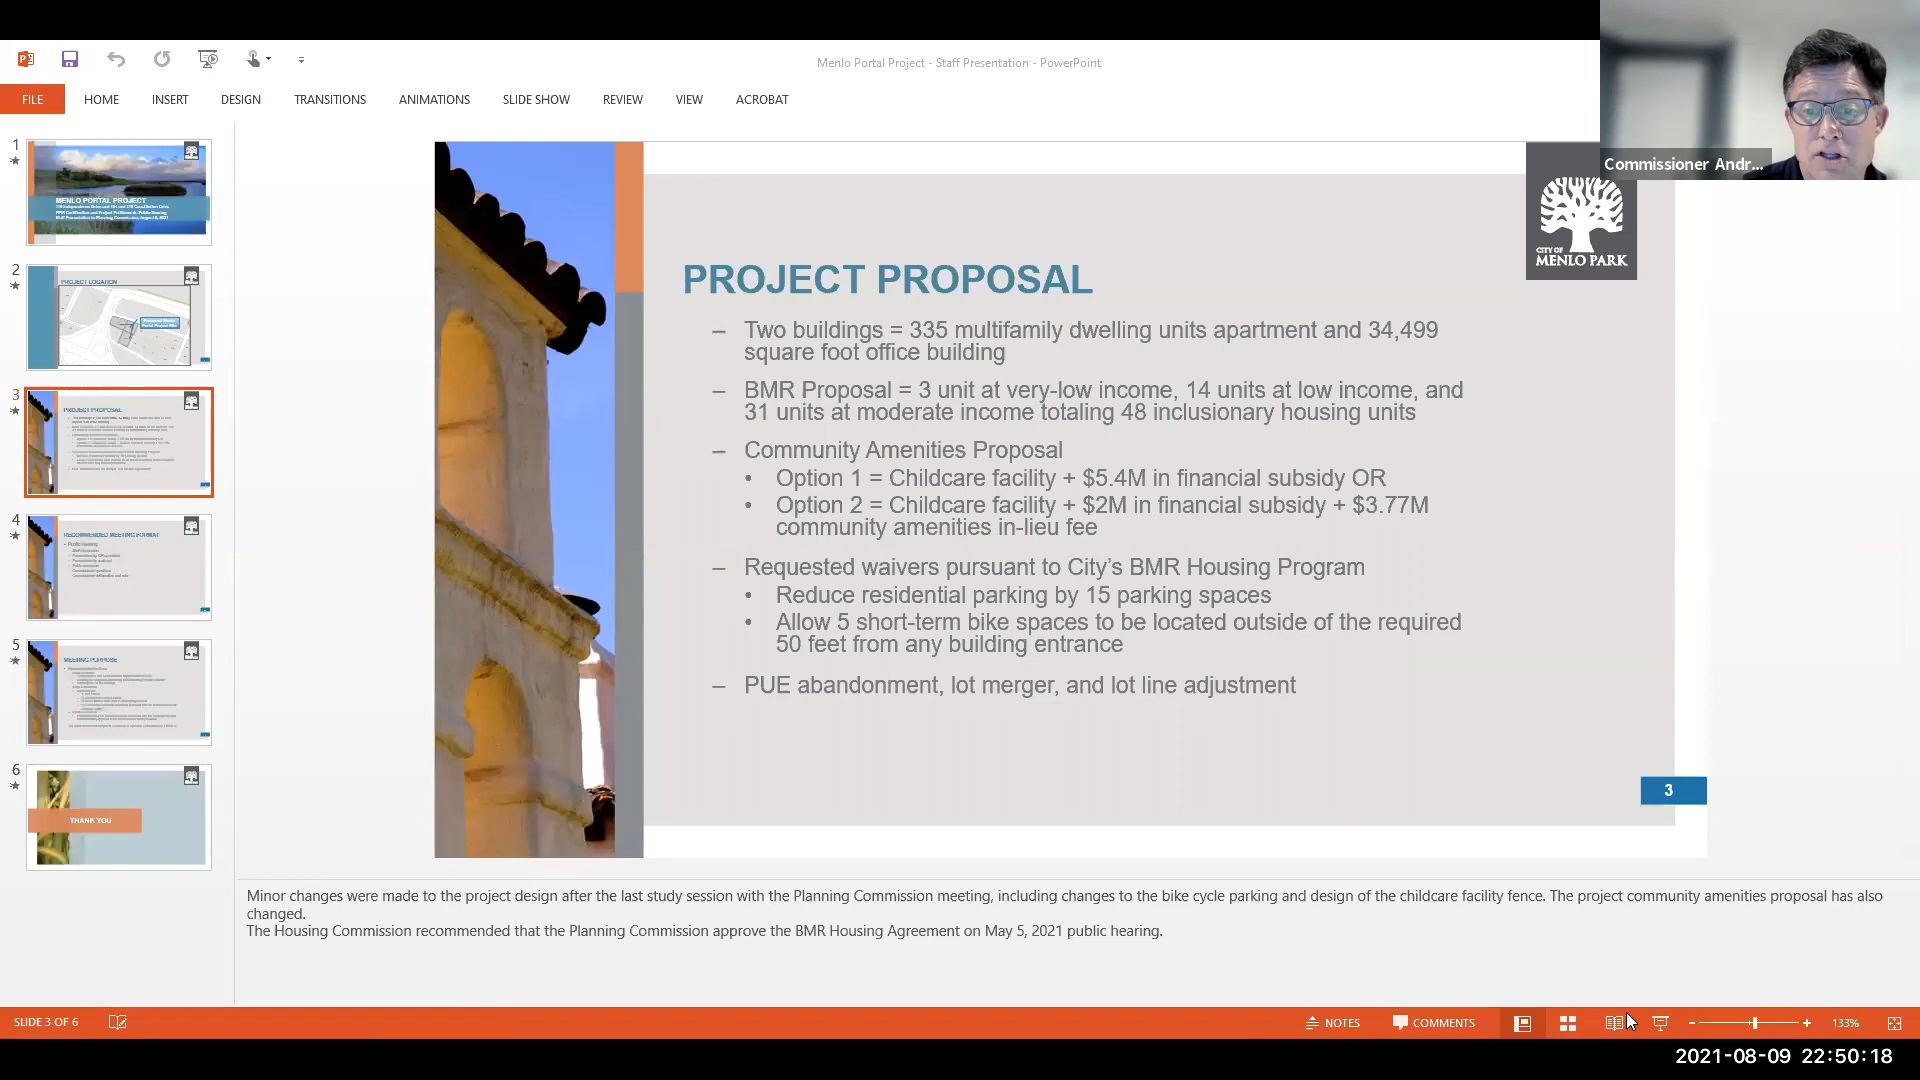 Menlo Portal Project - Staff Presentation - PowerPoint
FILE HOME INSERT DESIGN TRANSITIONS ANIMATIONS SLIDE SHOW REVIEW VIEW ACROBAT
Commissioner Andr...
1
MENLO PORTAL PROJECT
2
PROJECT LOCATION
3
PROJECT PROPOSAL
4
RECOMMENDED MEETING FORMAT
5
MEETING PURPOSE
6
THANK YOU
CITY OF
MENLO PARK
PROJECT PROPOSAL
– Two buildings = 335 multifamily dwelling units apartment and 34,499
square foot office building
– BMR Proposal = 3 unit at very-low income, 14 units at low income, and
31 units at moderate income totaling 48 inclusionary housing units
– Community Amenities Proposal
• Option 1 = Childcare facility + $5.4M in financial subsidy OR
• Option 2 = Childcare facility + $2M in financial subsidy + $3.77M
community amenities in-lieu fee
– Requested waivers pursuant to City's BMR Housing Program
• Reduce residential parking by 15 parking spaces
• Allow 5 short-term bike spaces to be located outside of the required
50 feet from any building entrance
– PUE abandonment, lot merger, and lot line adjustment
3
Minor changes were made to the project design after the last study session with the Planning Commission meeting, including changes to the bike cycle parking and design of the childcare facility fence. The project community amenities proposal has also
changed.
The Housing Commission recommended that the Planning Commission approve the BMR Housing Agreement on May 5, 2021 public hearing.
SLIDE 3 OF 6 NOTES COMMENTS 133%
2021-08-09 22:50:18